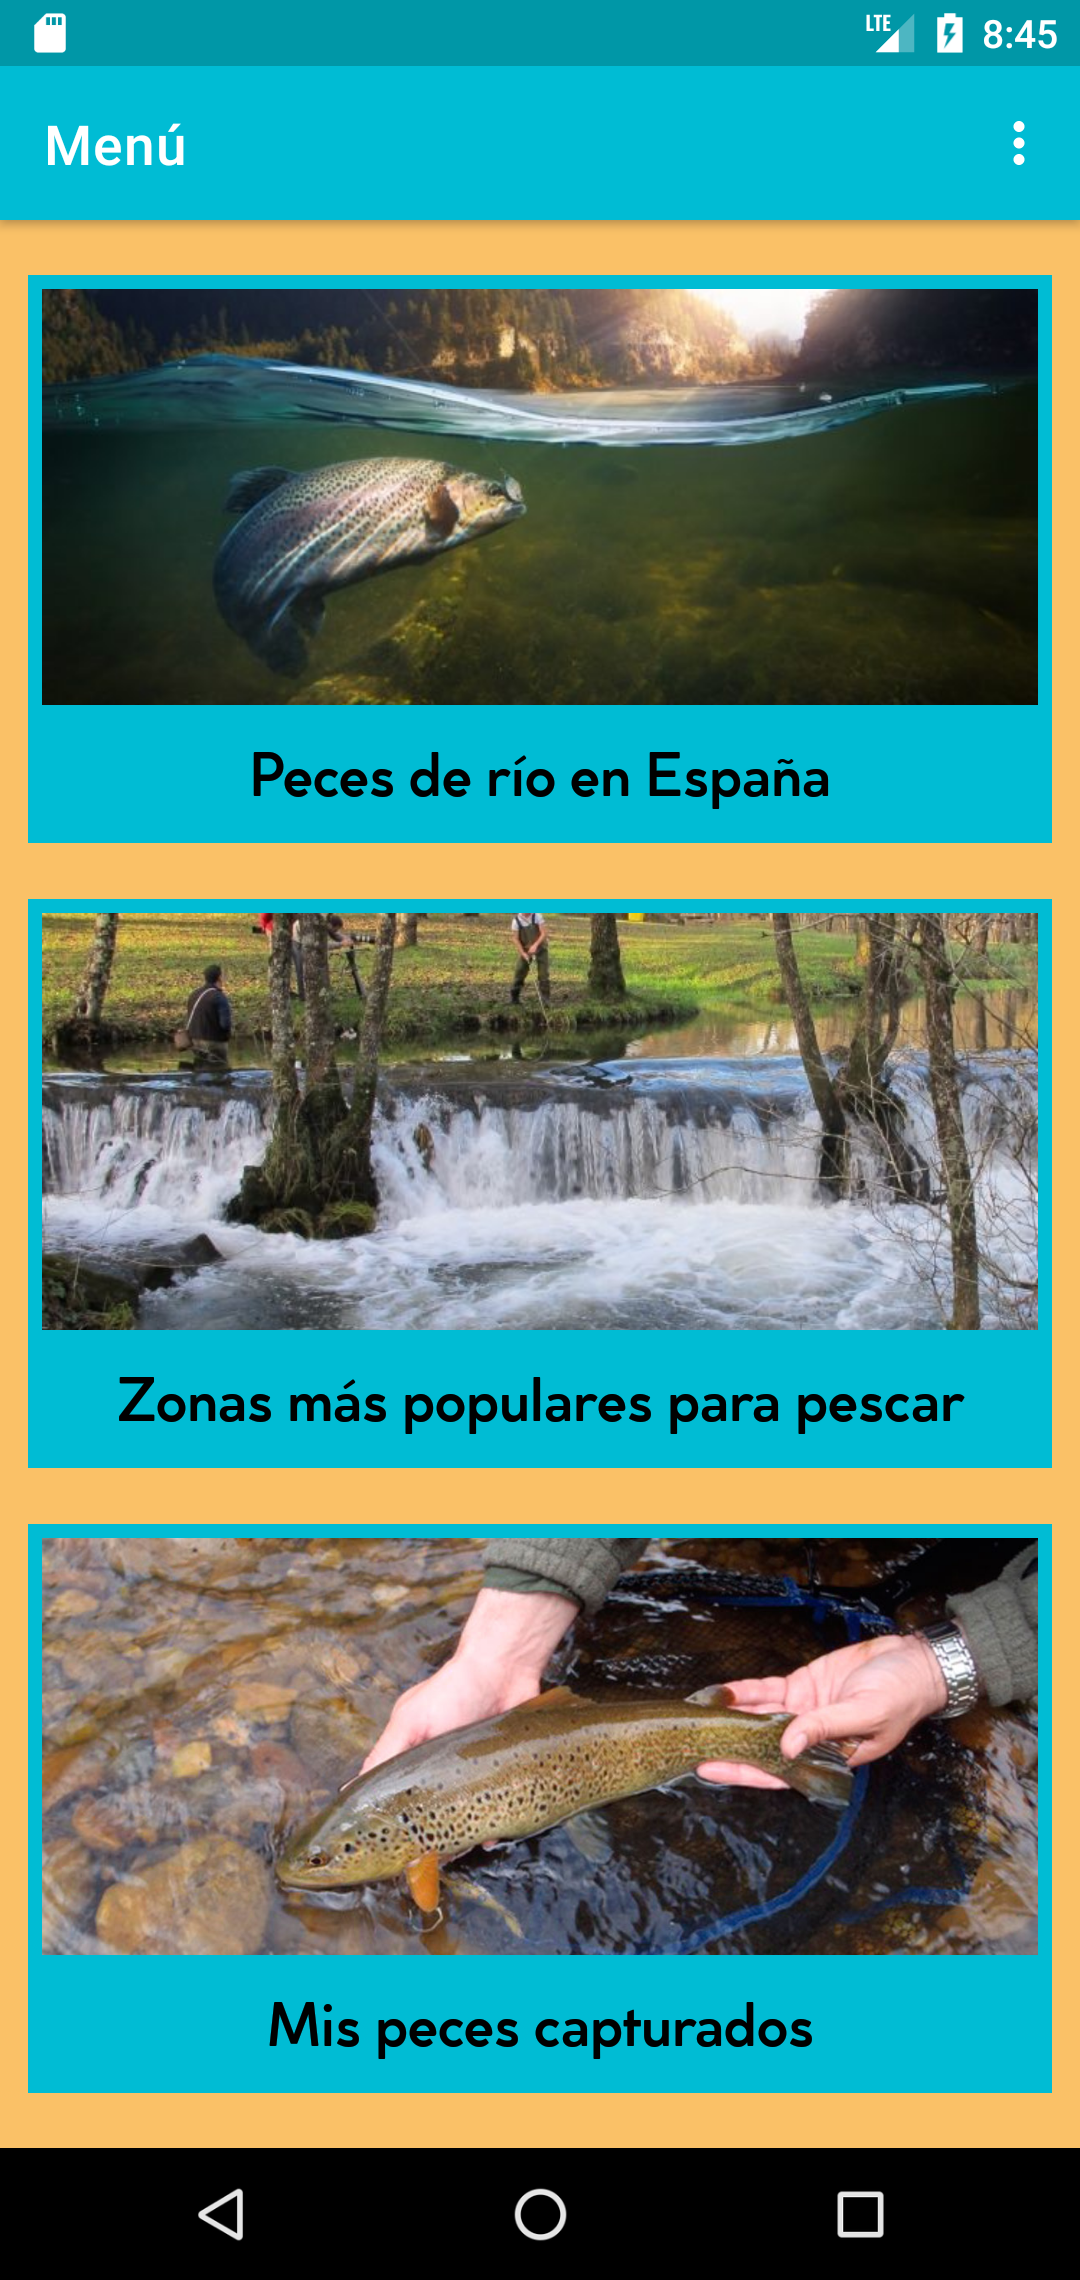 LTE 8:45
Menú
Peces de río en España
Zonas más populares para pescar
Mis peces capturados